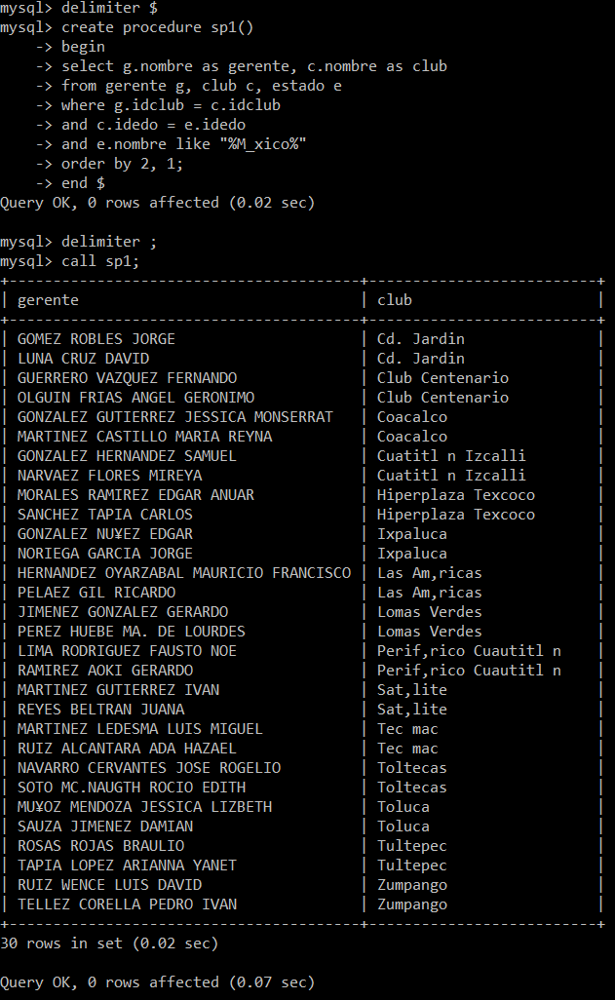 mysql> delimiter $
mysql> create procedure sp1()
    -> begin
    -> select g.nombre as gerente, c.nombre as club
    -> from gerente g, club c, estado e
    -> where g.idclub = c.idclub
    -> and c.idedo = e.idedo
    -> and e.nombre like "%M_xico%"
    -> order by 2, 1;
    -> end $
Query OK, 0 rows affected (0.02 sec)

mysql> delimiter ;
mysql> call sp1;
+---------------------------------------+-------------------------+
| gerente                               | club                    |
+---------------------------------------+-------------------------+
| GOMEZ ROBLES JORGE                    | Cd. Jardin              |
| LUNA CRUZ DAVID                       | Cd. Jardin              |
| GUERRERO VAZQUEZ FERNANDO             | Club Centenario         |
| OLGUIN FRIAS ANGEL GERONIMO           | Club Centenario         |
| GONZALEZ GUTIERREZ JESSICA MONSERRAT  | Coacalco                |
| MARTINEZ CASTILLO MARIA REYNA         | Coacalco                |
| GONZALEZ HERNANDEZ SAMUEL             | Cuatitl n Izcalli       |
| NARVAEZ FLORES MIREYA                 | Cuatitl n Izcalli       |
| MORALES RAMIREZ EDGAR ANUAR           | Hiperplaza Texcoco      |
| SANCHEZ TAPIA CARLOS                  | Hiperplaza Texcoco      |
| GONZALEZ NU¥EZ EDGAR                  | Ixpaluca                |
| NORIEGA GARCIA JORGE                  | Ixpaluca                |
| HERNANDEZ OYARZABAL MAURICIO FRANCISCO | Las Am,ricas            |
| PELAEZ GIL RICARDO                    | Las Am,ricas            |
| JIMENEZ GONZALEZ GERARDO              | Lomas Verdes            |
| PEREZ HUEBE MA. DE LOURDES            | Lomas Verdes            |
| LIMA RODRIGUEZ FAUSTO NOE             | Perif,rico Cuautitl n   |
| RAMIREZ AOKI GERARDO                  | Perif,rico Cuautitl n   |
| MARTINEZ GUTIERREZ IVAN               | Sat,lite                |
| REYES BELTRAN JUANA                   | Sat,lite                |
| MARTINEZ LEDESMA LUIS MIGUEL          | Tec mac                 |
| RUIZ ALCANTARA ADA HAZAEL             | Tec mac                 |
| NAVARRO CERVANTES JOSE ROGELIO        | Toltecas                |
| SOTO MC.NAUGTH ROCIO EDITH            | Toltecas                |
| MU¥OZ MENDOZA JESSICA LIZBETH         | Toluca                  |
| SAUZA JIMENEZ DAMIAN                  | Toluca                  |
| ROSAS ROJAS BRAULIO                   | Tultepec                |
| TAPIA LOPEZ ARIANNA YANET             | Tultepec                |
| RUIZ WENCE LUIS DAVID                 | Zumpango                |
| TELLEZ CORELLA PEDRO IVAN             | Zumpango                |
+---------------------------------------+-------------------------+
30 rows in set (0.02 sec)

Query OK, 0 rows affected (0.07 sec)